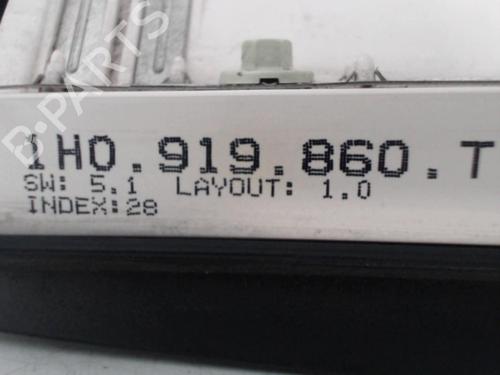 B-PARTS
1H0.919.860.T
SW: 5.1 LAYOUT: 1.0
INDEX:28